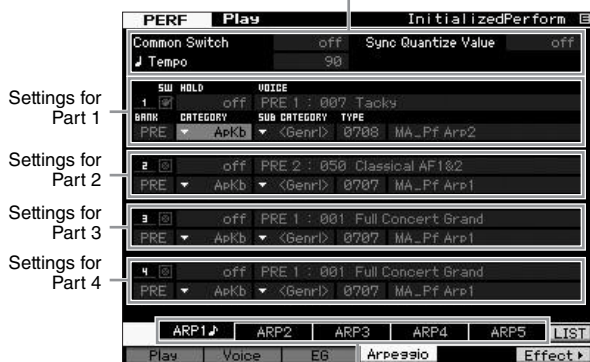 PERF Play InitializedPerform
Common Switch off Sync Quantize Value off
Tempo 90
SW HOLD VOICE
Settings for Part 1
1 off PRE 1 : 007 Tacky
BANK CATEGORY SUB CATEGORY TYPE
PRE ApKb <Genrl> 0708 MA_Pf Arp2
Settings for Part 2
2 off PRE 2 : 050 Classical AF1&2
PRE ApKb <Genrl> 0707 MA_Pf Arp1
Settings for Part 3
3 off PRE 1 : 001 Full Concert Grand
PRE ApKb <Genrl> 0707 MA_Pf Arp1
Settings for Part 4
4 off PRE 1 : 001 Full Concert Grand
PRE ApKb <Genrl> 0707 MA_Pf Arp1
ARP1♪ ARP2 ARP3 ARP4 ARP5 LIST
Play Voice EG Arpeggio Effect